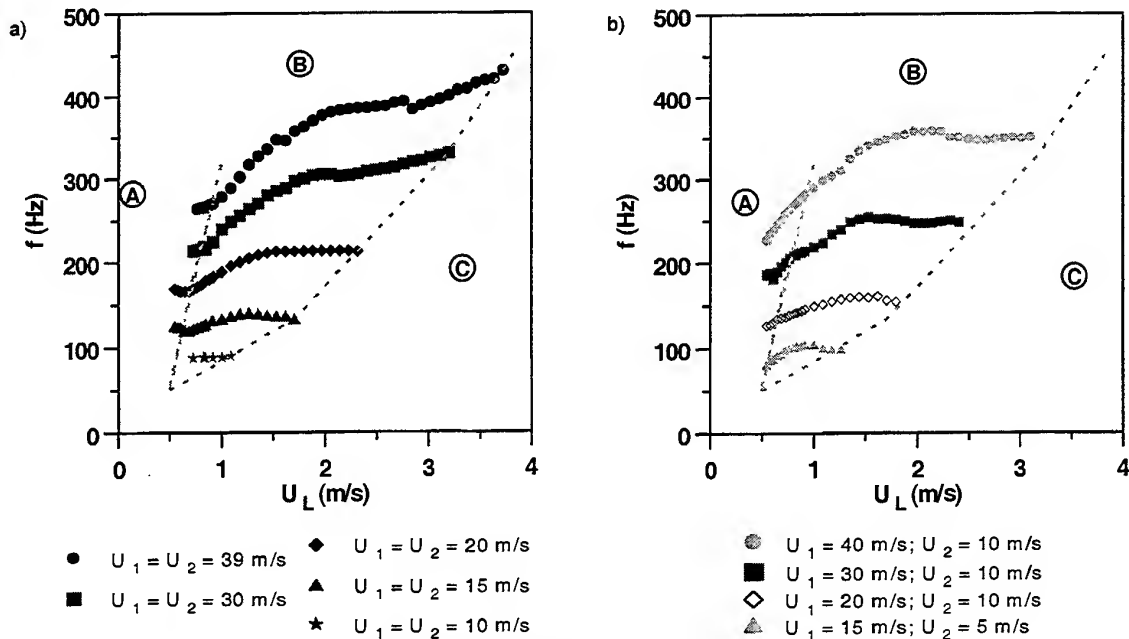 a)
500
400
300
200
100
0
f (Hz)
A
B
C
0 1 2 3 4
U L (m/s)
U 1 = U 2 = 39 m/s
U 1 = U 2 = 30 m/s
U 1 = U 2 = 20 m/s
U 1 = U 2 = 15 m/s
U 1 = U 2 = 10 m/s
b)
500
400
300
200
100
0
f (Hz)
A
B
C
0 1 2 3 4
U L (m/s)
U 1 = 40 m/s; U 2 = 10 m/s
U 1 = 30 m/s; U 2 = 10 m/s
U 1 = 20 m/s; U 2 = 10 m/s
U 1 = 15 m/s; U 2 = 5 m/s